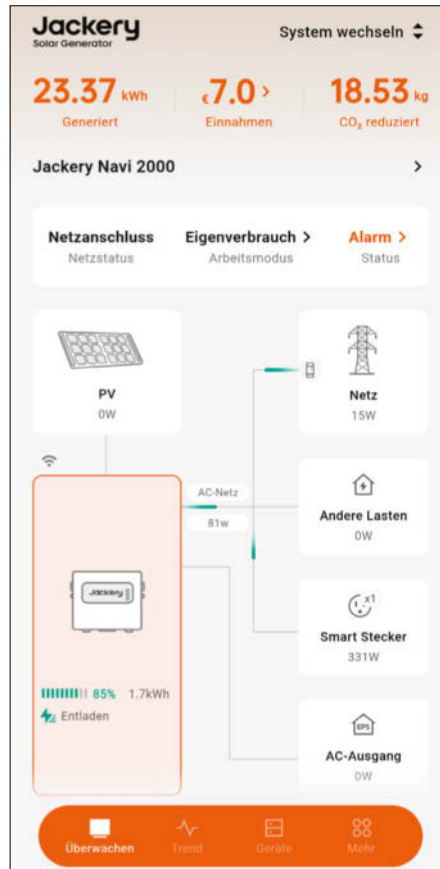 Jackery
Solar Generator
System wechseln
23.37 kWh
€7.0 >
18.53 kg
Generiert
Einnahmen
CO₂ reduziert
Jackery Navi 2000 >
Netzanschluss
Eigenverbrauch >
Alarm >
Netzstatus
Arbeitsmodus
Status
PV
0W
Netz
15W
AC-Netz
81w
Andere Lasten
0W
Jackery
x1
Smart Stecker
331W
85% 1.7kWh
Entladen
EPS
AC-Ausgang
0W
Überwachen
Trend
Geräte
Mehr